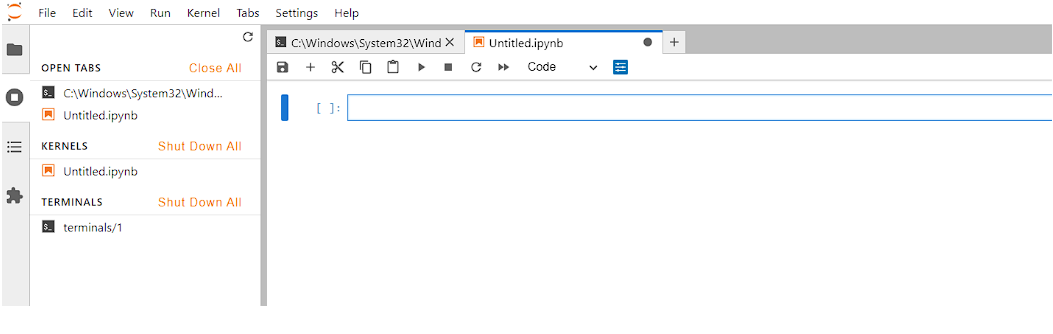 File Edit View Run Kernel Tabs Settings Help
OPEN TABS Close All
C:\Windows\System32\Wind...
Untitled.ipynb
KERNELS Shut Down All
Untitled.ipynb
TERMINALS Shut Down All
terminals/1
C:\Windows\System32\Wind Untitled.ipynb
Code
[ ]: